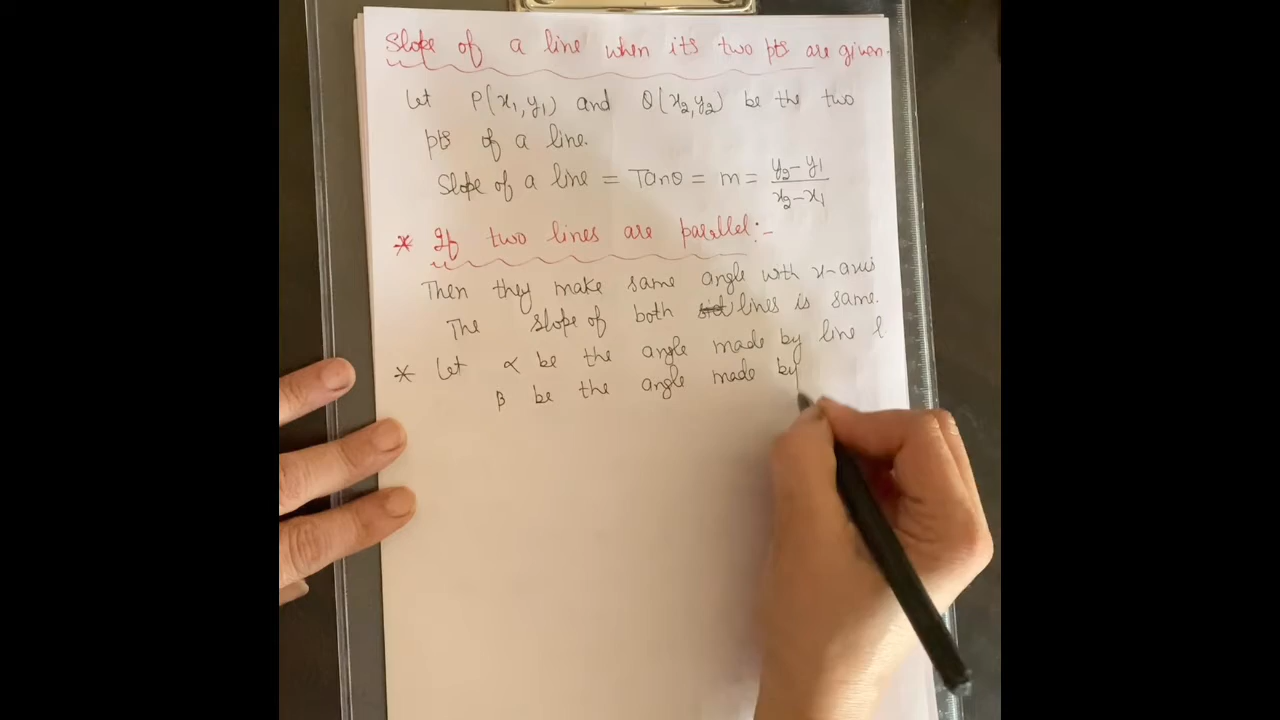 Slope of a line when its two pts are given.
Let P(x₁,y₁) and Q(x₂,y₂) be the two
pts of a line.
Slope of a line = Tanθ = m = y₂-y₁ / x₂-x₁
* If two lines are parallel:-
Then they make same angle with x-axis
The slope of both lines is same.
* Let α be the angle made by line l
β be the angle made by